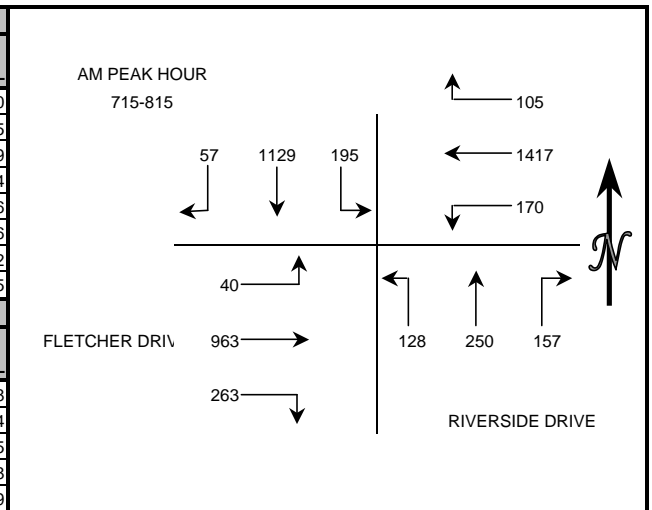 AM PEAK HOUR
715-815
105
57 1129 195
1417
170
N
40
FLETCHER DRIV 963
128 250 157
263
RIVERSIDE DRIVE